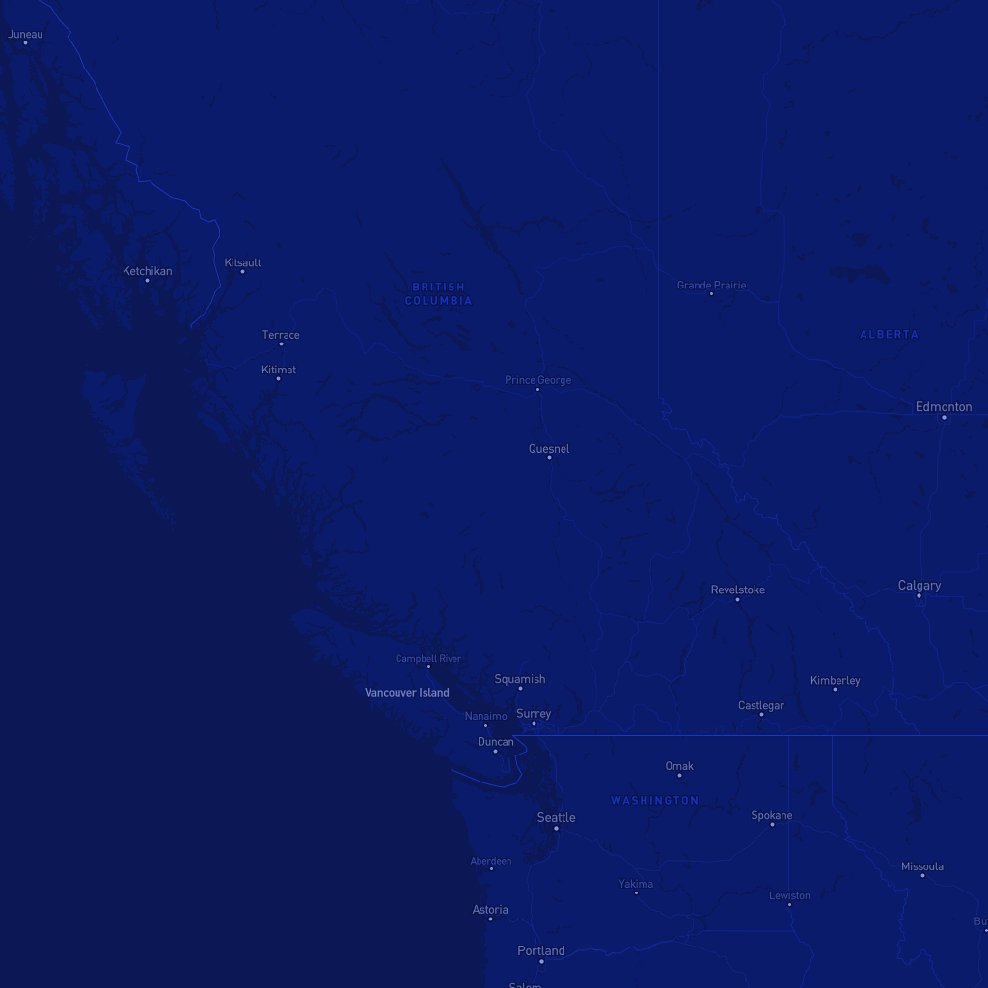 Juneau
Ketchikan
Kitsault
BRITISH
COLUMBIA
Grande Prairie
Terrace
ALBERTA
Kitimat
Prince George
Edmonton
Quesnel
Calgary
Revelstoke
Campbell River
Squamish
Kimberley
Vancouver Island
Castlegar
Nanaimo
Surrey
Duncan
Omak
WASHINGTON
Seattle
Spokane
Aberdeen
Missoula
Yakima
Lewiston
Astoria
Bu
Portland
Salem